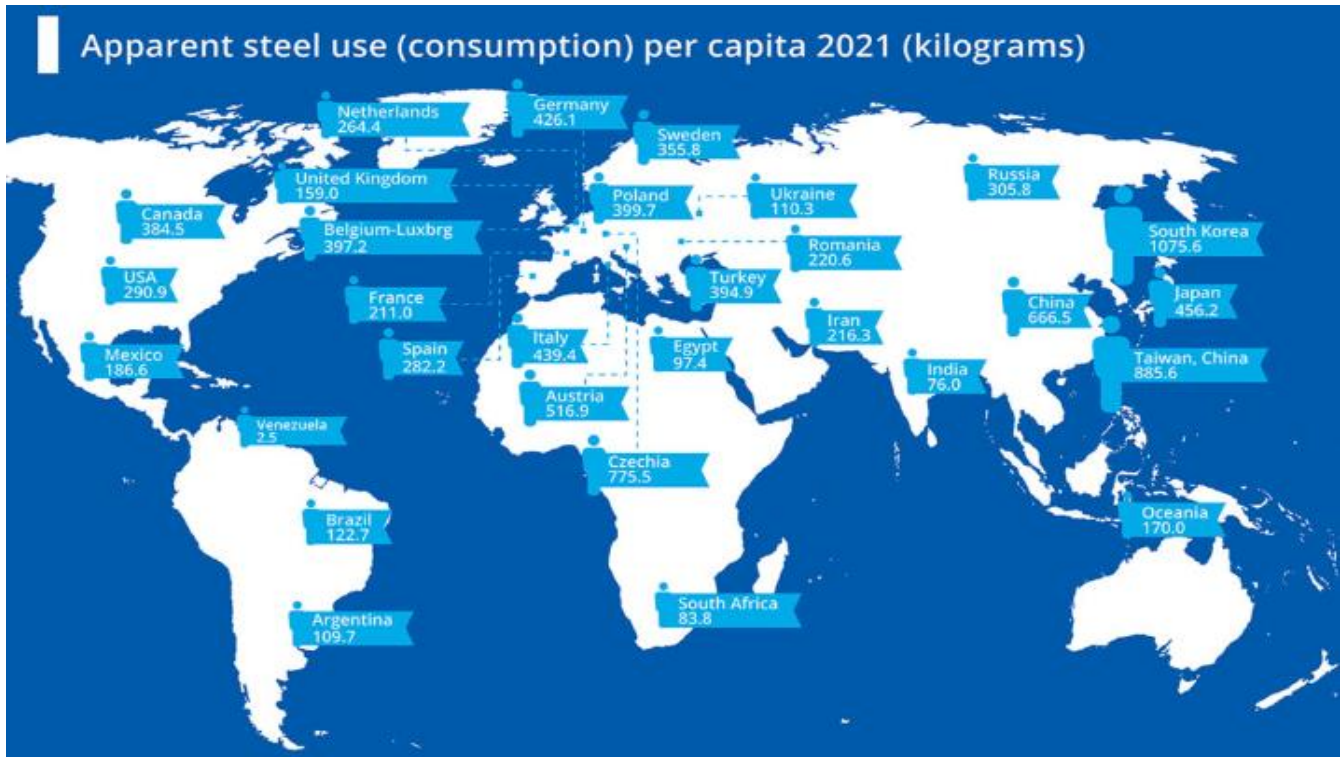 Apparent steel use (consumption) per capita 2021 (kilograms)
Netherlands
264.4
Germany
426.1
Sweden
355.8
United Kingdom
159.0
Poland
399.7
Ukraine
110.3
Russia
305.8
Canada
384.5
Belgium-Luxbrg
397.2
Romania
220.6
South Korea
1075.6
USA
290.9
France
211.0
Turkey
394.9
China
666.5
Japan
456.2
Mexico
186.6
Spain
282.2
Italy
439.4
Egypt
97.4
Iran
216.3
India
76.0
Taiwan, China
885.6
Austria
516.9
Venezuela
2.5
Czechia
775.5
Brazil
122.7
Oceania
170.0
Argentina
109.7
South Africa
83.8